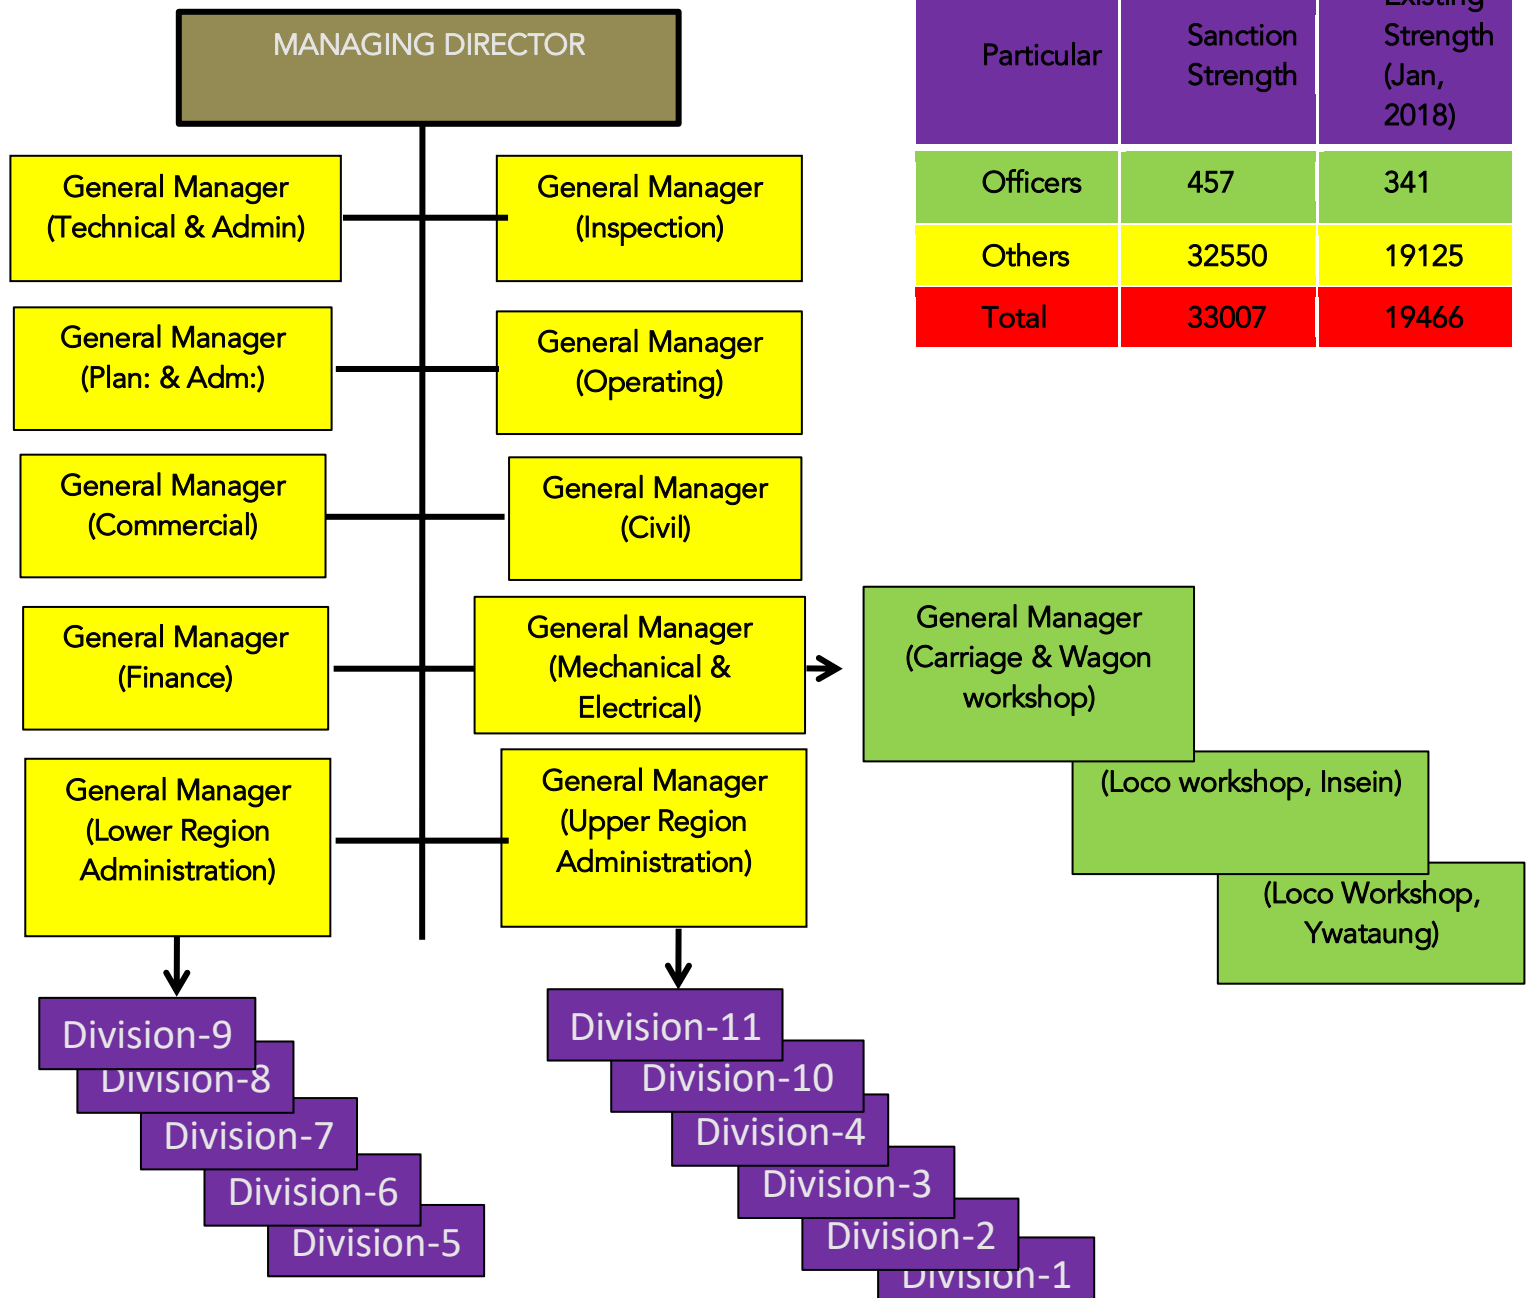 MANAGING DIRECTOR
General Manager
(Technical & Admin)
General Manager
(Inspection)
General Manager
(Plan: & Adm:)
General Manager
(Operating)
General Manager
(Commercial)
General Manager
(Civil)
General Manager
(Finance)
General Manager
(Mechanical &
Electrical)
General Manager
(Carriage & Wagon
workshop)
(Loco workshop, Insein)
(Loco Workshop,
Ywataung)
General Manager
(Lower Region
Administration)
General Manager
(Upper Region
Administration)
Division-9
Division-8
Division-7
Division-6
Division-5
Division-11
Division-10
Division-4
Division-3
Division-2
Division-1
Particular
Sanction
Strength
Existing
Strength
(Jan,
2018)
Officers 457 341
Others 32550 19125
Total 33007 19466